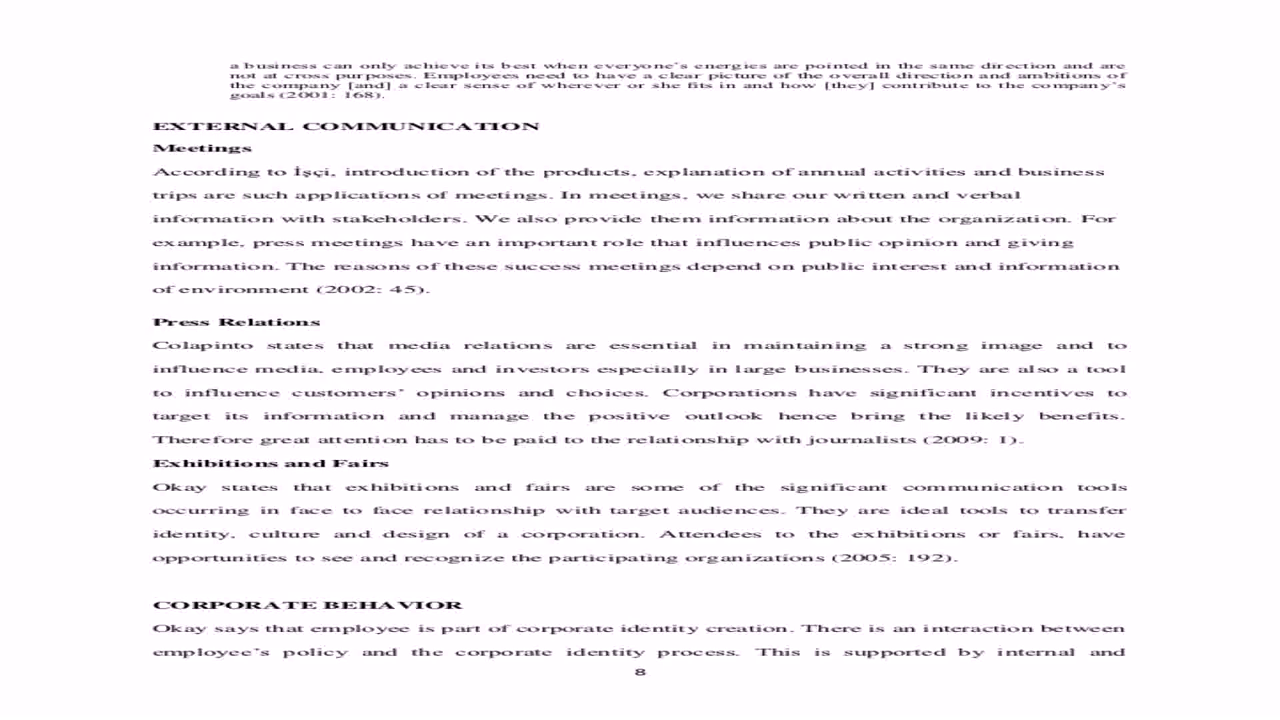 a business can only achieve its best when everyone's energies are pointed in the same direction and are
not at cross purposes. Employees need to have a clear picture of the overall direction and ambitions of
the company [and] a clear sense of wherever or she fits in and how [they] contribute to the company's
goals (2001: 168).
EXTERNAL COMMUNICATION
Meetings
According to İşçi, introduction of the products, explanation of annual activities and business
trips are such applications of meetings. In meetings, we share our written and verbal
information with stakeholders. We also provide them information about the organization. For
example, press meetings have an important role that influences public opinion and giving
information. The reasons of these success meetings depend on public interest and information
of environment (2002: 45).
Press Relations
Colapinto states that media relations are essential in maintaining a strong image and to
influence media, employees and investors especially in large businesses. They are also a tool
to influence customers' opinions and choices. Corporations have significant incentives to
target its information and manage the positive outlook hence bring the likely benefits.
Therefore great attention has to be paid to the relationship with journalists (2009: 1).
Exhibitions and Fairs
Okay states that exhibitions and fairs are some of the significant communication tools
occurring in face to face relationship with target audiences. They are ideal tools to transfer
identity, culture and design of a corporation. Attendees to the exhibitions or fairs, have
opportunities to see and recognize the participating organizations (2005: 192).
CORPORATE BEHAVIOR
Okay says that employee is part of corporate identity creation. There is an interaction between
employee's policy and the corporate identity process. This is supported by internal and
8